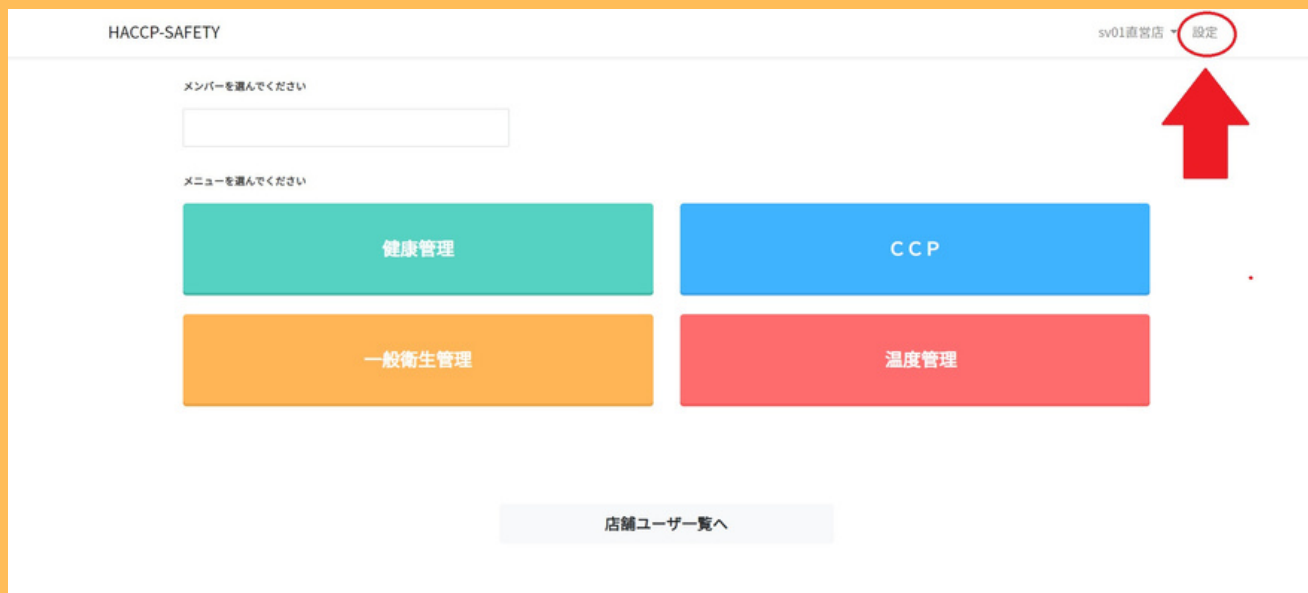 HACCP-SAFETY
sv01直営店 設定
メンバーを選んでください
メニューを選んでください
健康管理
ＣＣＰ
一般衛生管理
温度管理
店舗ユーザ一覧へ